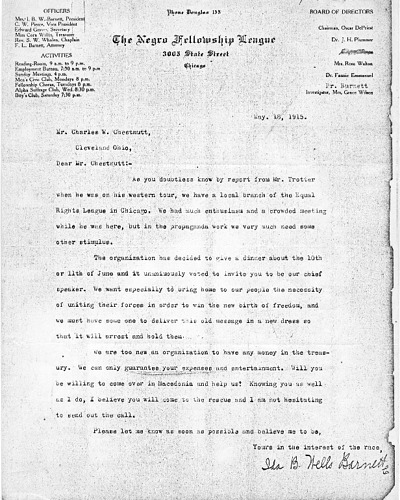 OFFICERS
Mrs. I. B. W.-Barnett, President
C. W. Pierce, Vice President
Edward Secretary
Miss Cora Willis, Treasurer
Rev. S. W. Whales, Chaplain
F. L. Barnett, Attorney
ACTIVITIES
Reading-Room, 9 a.m. to 9 p.m.
Employment Bureau, 7:30 a.m. to 9 p.m.
Sunday Meetings, 4 p.m.
Men's Civic Club, Mondays 8 p.m.
Fellowship Chorus, Tuesdays 8 p.m.
Alpha Suffrage Club, Wed. 8:30 p.m.
Boy's Club, Saturday 7:30 p.m.
Phone Douglas
The Negro Fellowship League
3005 State Street
Chicago
BOARD OF DIRECTORS
Chairman, Oscar DePriest
Dr. J. H. Plummer
Mrs. Rosa Walton
Dr. Fannie Emmanuel
Dr. Barnett
Investigator, Mrs. Grace Wilson
May. 18, 1915.
Mr. Charles W. Chestnutt,
Cleveland Ohio,
Dear Mr. Chestnutt:-
As you doubtless know by report from Mr. Trotter
when he was on his western tour, we have a local branch of the Equal
Rights League in Chicago. We had much enthusiasm and a crowded meeting
while he was here, but in the propaganda work we very much need some
other stimulus.
The organization has decided to give a dinner about the 10th
or 11th of June and it unanimously voted to invite you to be our chief
speaker. We want especially to bring home to our people the necessity
of uniting their forces in order to win the new birth of freedom, and
we must have some one to deliver this old message in a new dress so
that it will arrest and hold them.
We are too new an organization to have any money in the treas-
ury. We can only guarantee your expenses and entertainment. Will you
be willing to come over in Macedonia and help us? Knowing you as well
as I do, I believe you will come to the rescue and I am not hesitating
to send out the call.
Please let me know as soon as possible and believe me to be,
Yours in the interest of the race
Ida B. Wells Barnett